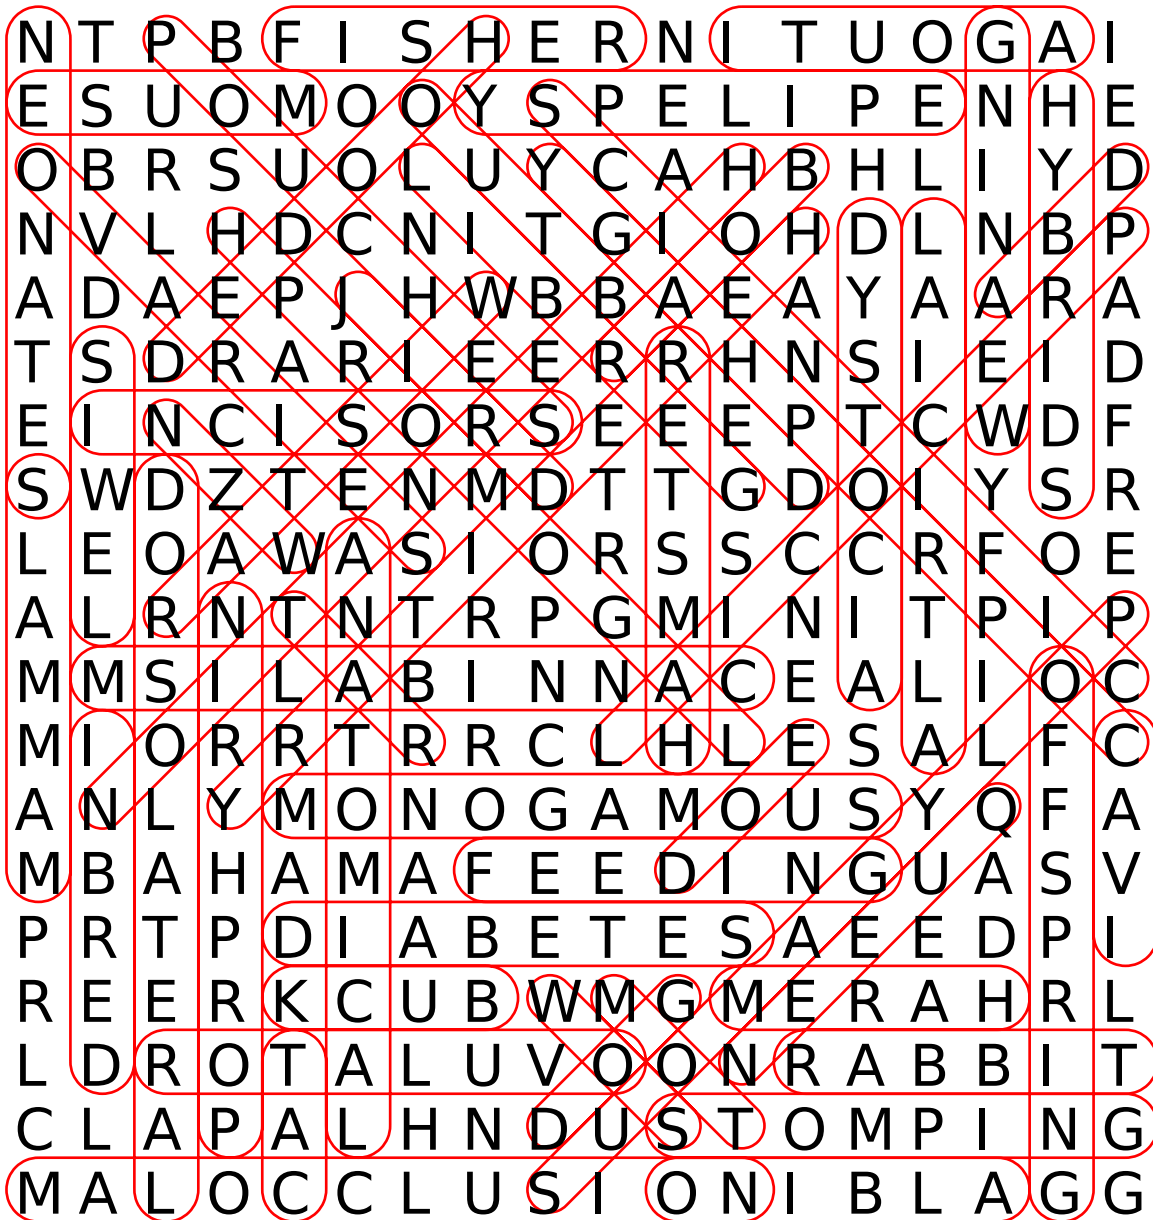 N T P B F I S H E R N I T U O G A I
E S U O M O O Y S P E L I P E N H E
O B R S U O L U Y C A H B H L I Y D
N V L H D C N I T G I O H D L N B P
A D A E P J H W B B A E A Y A A R A
T S D R A R I E E R R H N S I E I D
E I N C I S O R S E E E P T C W D F
S W D Z T E N M D T T G D O I Y S R
L E O A W A S I O R S S C C R F O E
A L R N T N T R P G M I N I T P I P
M M S I L A B I N N A C E A L I O C
M I O R R T R R C L H L E S A L F C
A N L Y M O N O G A M O U S Y Q F A
M B A H A M A F E E D I N G U A S V
P R T P D I A B E T E S A E E D P I
R E E R K C U B W M G M E R A H R L
L D R O T A L U V O O N R A B B I T
C L A P A L H N D U S T O M P I N G
M A L O C C L U S I O N I B L A G G